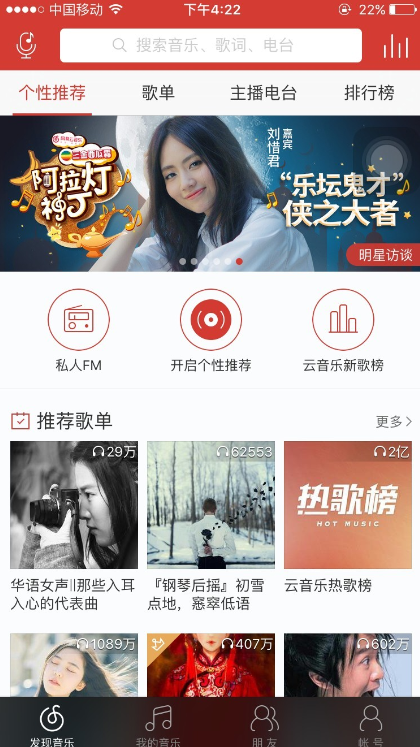 中国移动
下午4:22
22%
搜索音乐、歌词、电台
个性推荐
歌单
主播电台
排行榜
阿拉灯
神丁
嘉宾
刘惜君
“乐坛鬼才”
侠之大者
明星访谈
私人FM
开启个性推荐
云音乐新歌榜
推荐歌单
更多
29万
62553
2亿
热歌榜
HOT MUSIC
华语女声‖那些入耳
入心的代表曲
『钢琴后摇』初雪
点地，窸窣低语
云音乐热歌榜
1089万
407万
602万
发现音乐
我的音乐
朋友
帐号